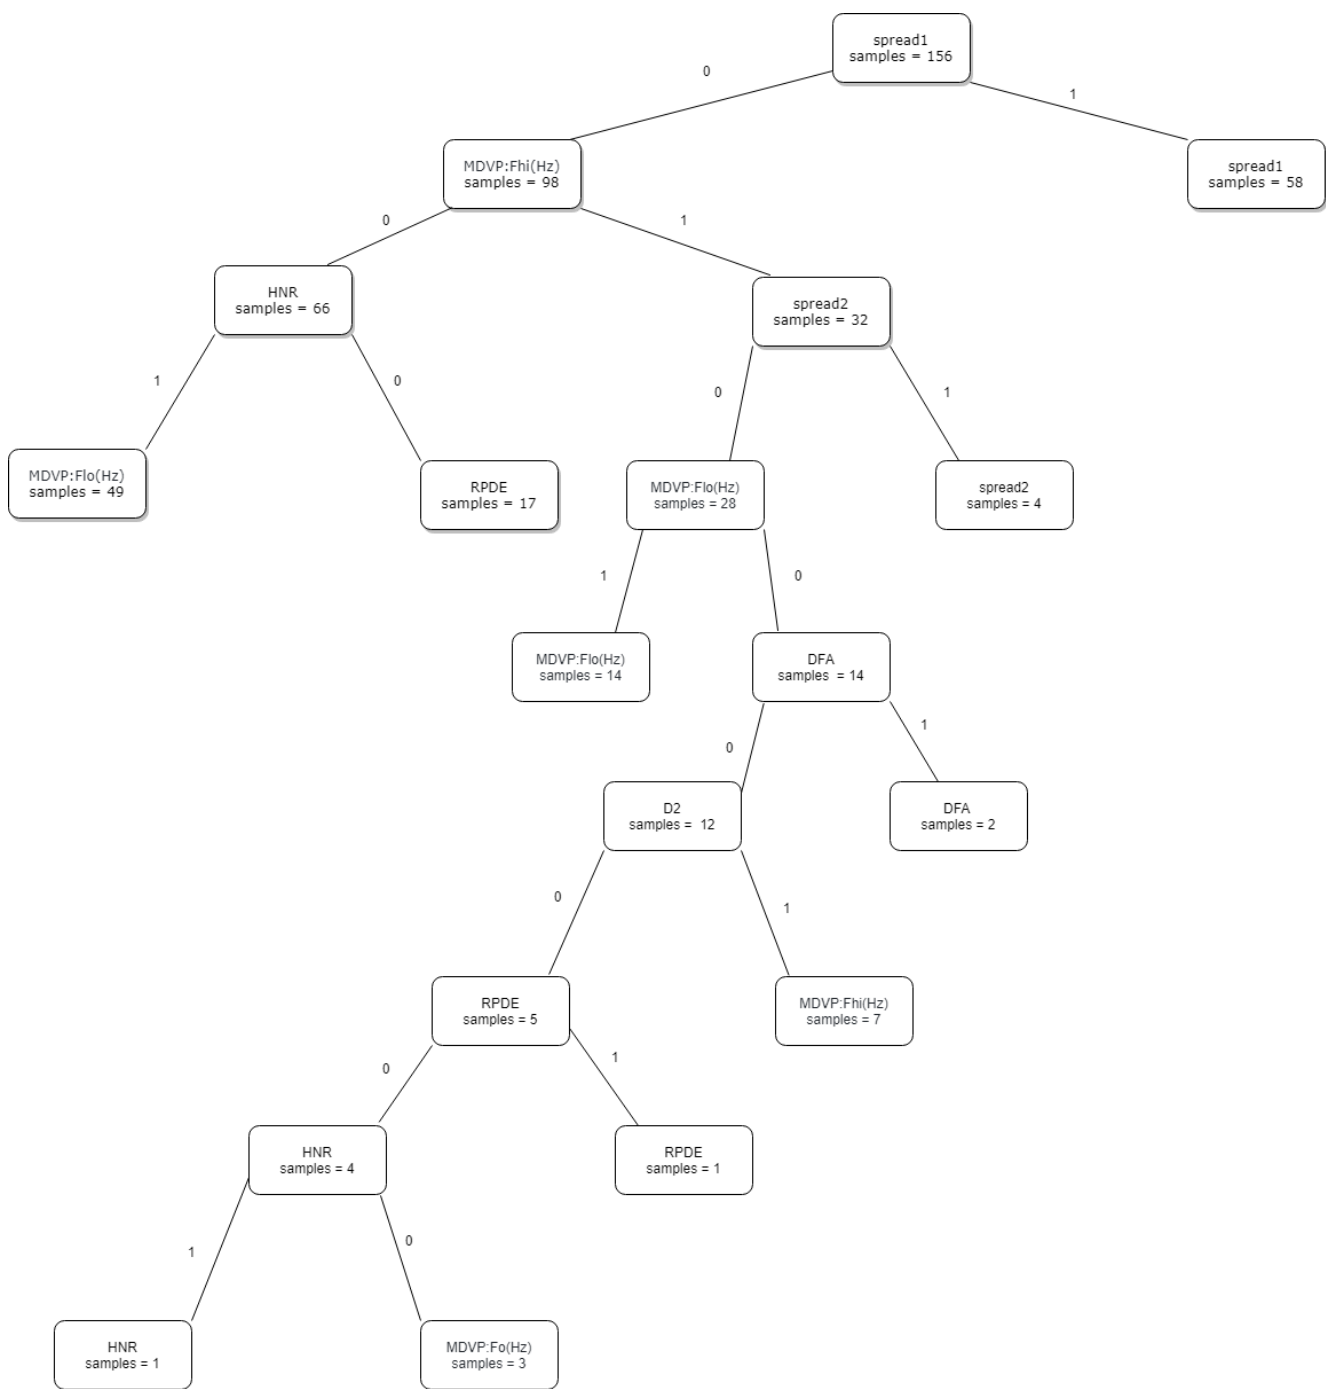 spread1
samples = 156
0
1
MDVP:Fhi(Hz)
samples = 98
spread1
samples = 58
0
1
HNR
samples = 66
spread2
samples = 32
1
0
0
1
MDVP:Flo(Hz)
samples = 49
RPDE
samples = 17
MDVP:Flo(Hz)
samples = 28
spread2
samples = 4
1
0
MDVP:Flo(Hz)
samples = 14
DFA
samples = 14
0
1
D2
samples = 12
DFA
samples = 2
0
1
RPDE
samples = 5
MDVP:Fhi(Hz)
samples = 7
0
1
HNR
samples = 4
RPDE
samples = 1
1
0
HNR
samples = 1
MDVP:Fo(Hz)
samples = 3